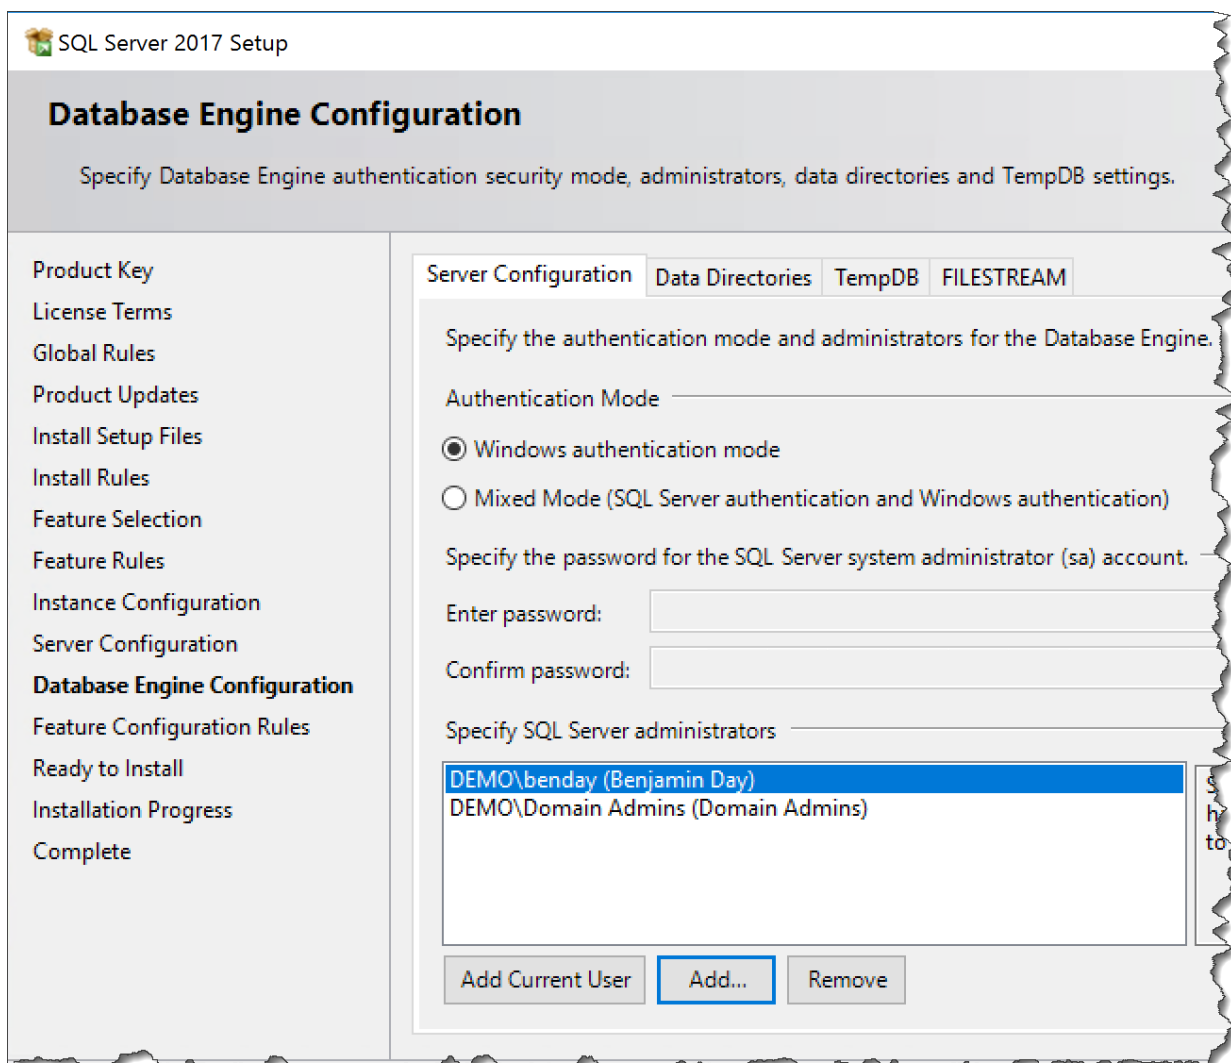 SQL Server 2017 Setup
Database Engine Configuration
Specify Database Engine authentication security mode, administrators, data directories and TempDB settings.
Product Key
License Terms
Global Rules
Product Updates
Install Setup Files
Install Rules
Feature Selection
Feature Rules
Instance Configuration
Server Configuration
Database Engine Configuration
Feature Configuration Rules
Ready to Install
Installation Progress
Complete
Server Configuration Data Directories TempDB FILESTREAM
Specify the authentication mode and administrators for the Database Engine.
Authentication Mode
Windows authentication mode
Mixed Mode (SQL Server authentication and Windows authentication)
Specify the password for the SQL Server system administrator (sa) account.
Enter password:
Confirm password:
Specify SQL Server administrators
DEMO\benday (Benjamin Day)
DEMO\Domain Admins (Domain Admins)
to
Add Current User Add... Remove